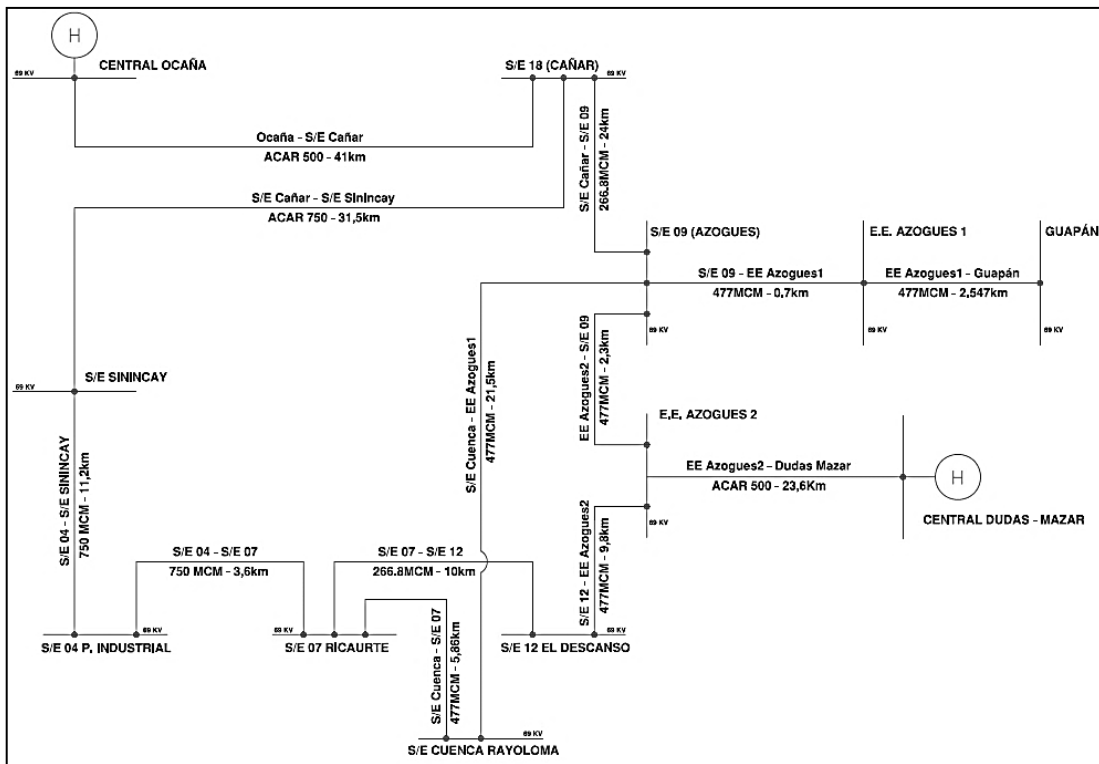 H
CENTRAL OCAÑA
69 KV
S/E 18 (CAÑAR)
69 KV
Ocaña - S/E Cañar
ACAR 500 - 41km
S/E Cañar - S/E 09
266.8MCM - 24km
S/E Cañar - S/E Sinincay
ACAR 750 - 31,5km
S/E 09 (AZOGUES)
E.E. AZOGUES 1
GUAPÁN
S/E 09 - EE Azogues1
477MCM - 0,7km
EE Azogues1 - Guapán
477MCM - 2,547km
69 KV
69 KV
69 KV
EE Azogues2 - S/E 09
477MCM - 2,3km
S/E Cuenca - EE Azogues1
477MCM - 21,5km
69 KV
S/E SININCAY
E.E. AZOGUES 2
EE Azogues2 - Dudas Mazar
ACAR 500 - 23,6Km
H
CENTRAL DUDAS - MAZAR
69 KV
S/E 04 - S/E SININCAY
750 MCM - 11,2km
S/E 12 - EE Azogues2
477MCM - 9,8km
S/E 04 - S/E 07
750 MCM - 3,6km
S/E 07 - S/E 12
266.8MCM - 10km
69 KV
S/E 04 P. INDUSTRIAL
69 KV
S/E 07 RICAURTE
69 KV
S/E 12 EL DESCANSO
S/E Cuenca - S/E 07
477MCM - 5,86km
69 KV
S/E CUENCA RAYOLOMA